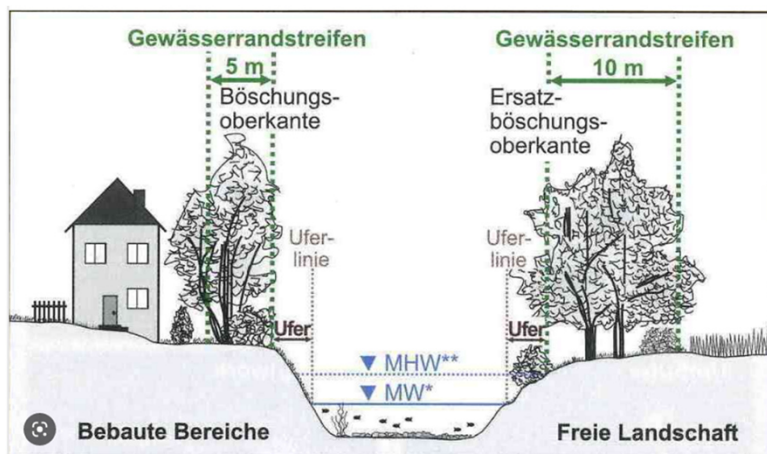 Gewässerrandstreifen
5 m
Böschungs-
oberkante
Gewässerrandstreifen
10 m
Ersatz-
böschungs-
oberkante
Ufer-
linie
Ufer-
linie
Ufer
Ufer
MHW**
MW*
Bebaute Bereiche
Freie Landschaft